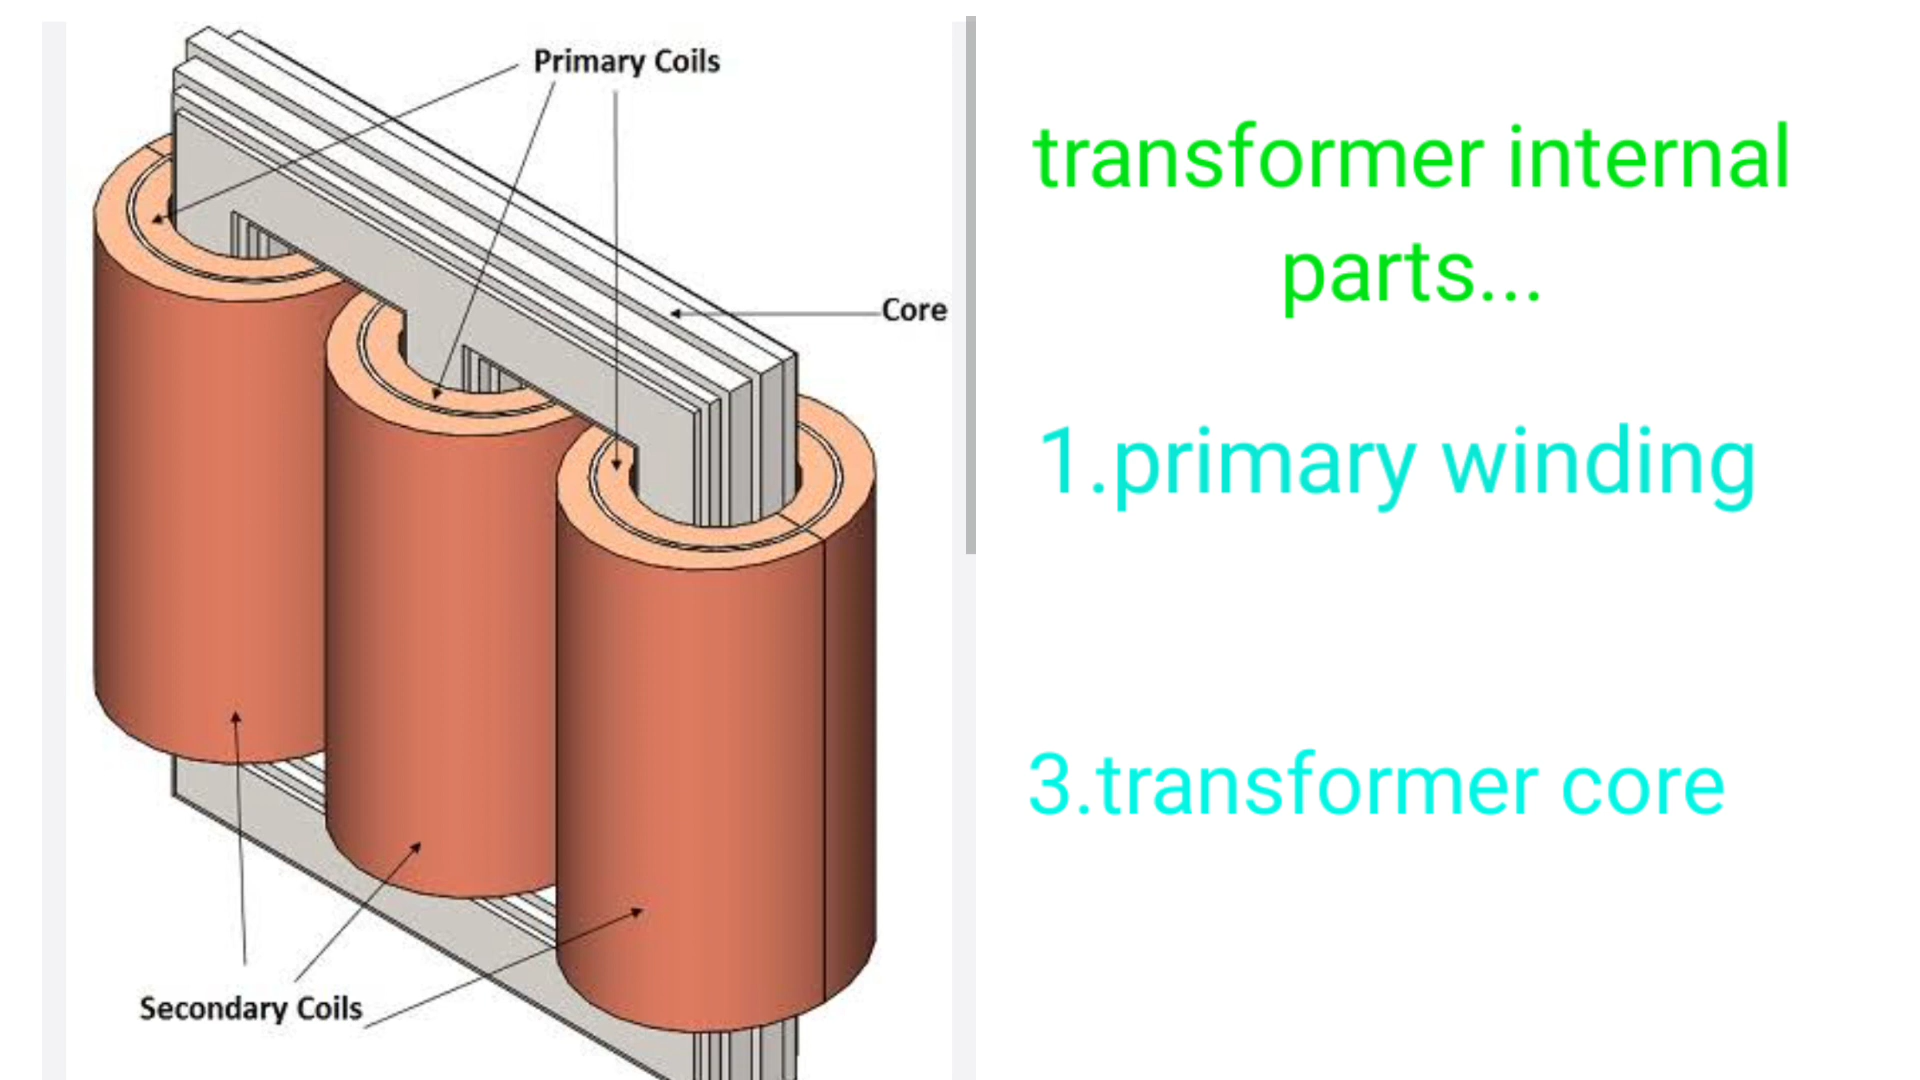 Primary Coils
Core
Secondary Coils
transformer internal
parts...
1.primary winding
3.transformer core